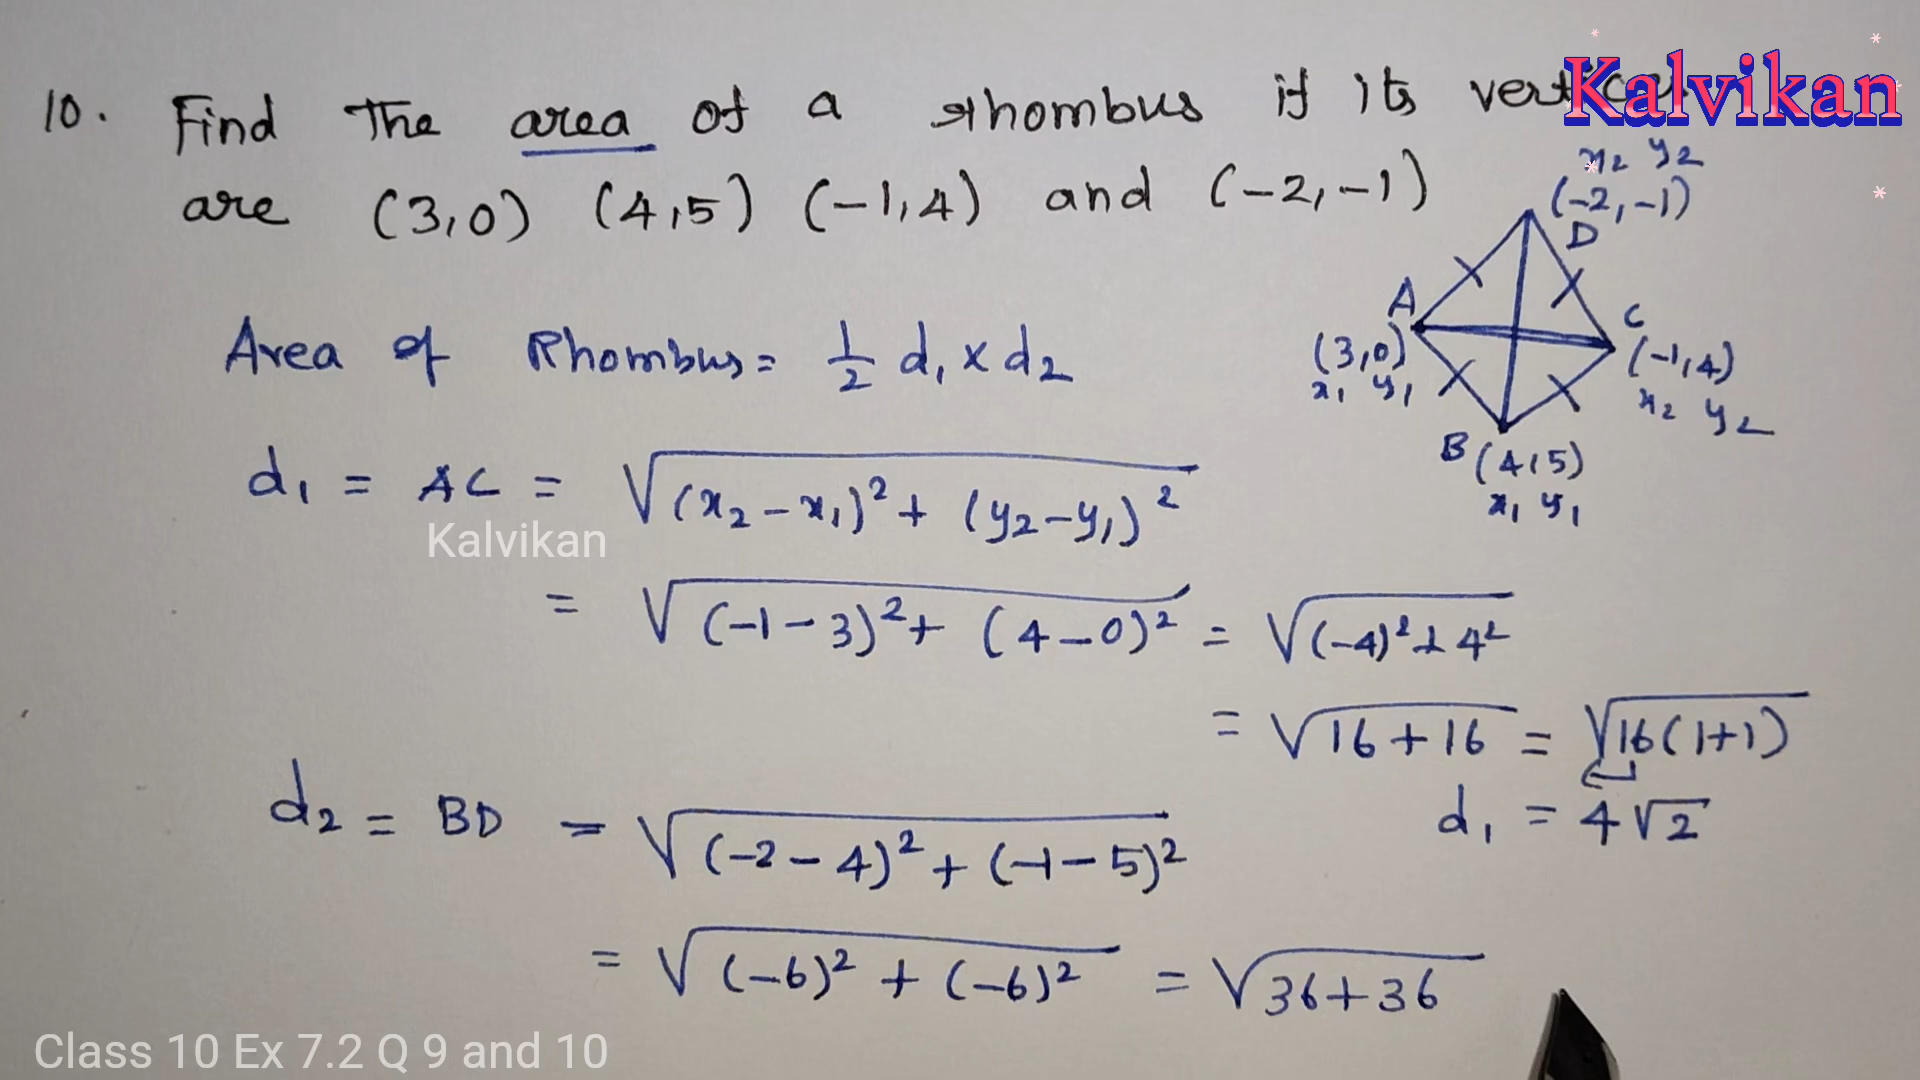 Kalvikan
10. Find The area of a rhombus if its
are (3,0) (4,5) (-1,4) and (-2,-1)
x2 y2
(-2,-1)
D
A
(3,0)
x1 y1
C
(-1,4)
x2 y2
B (4,5)
x1 y1
Area of Rhombus = 1/2 d1 × d2
d1 = AC = √(x2-x1)² + (y2-y1)²
Kalvikan
= √(-1-3)² + (4-0)² = √(-4)² + 4²
= √16+16 = √16(1+1)
d1 = 4√2
d2 = BD = √(-2-4)² + (-1-5)²
= √(-6)² + (-6)² = √36+36
Class 10 Ex 7.2 Q 9 and 10